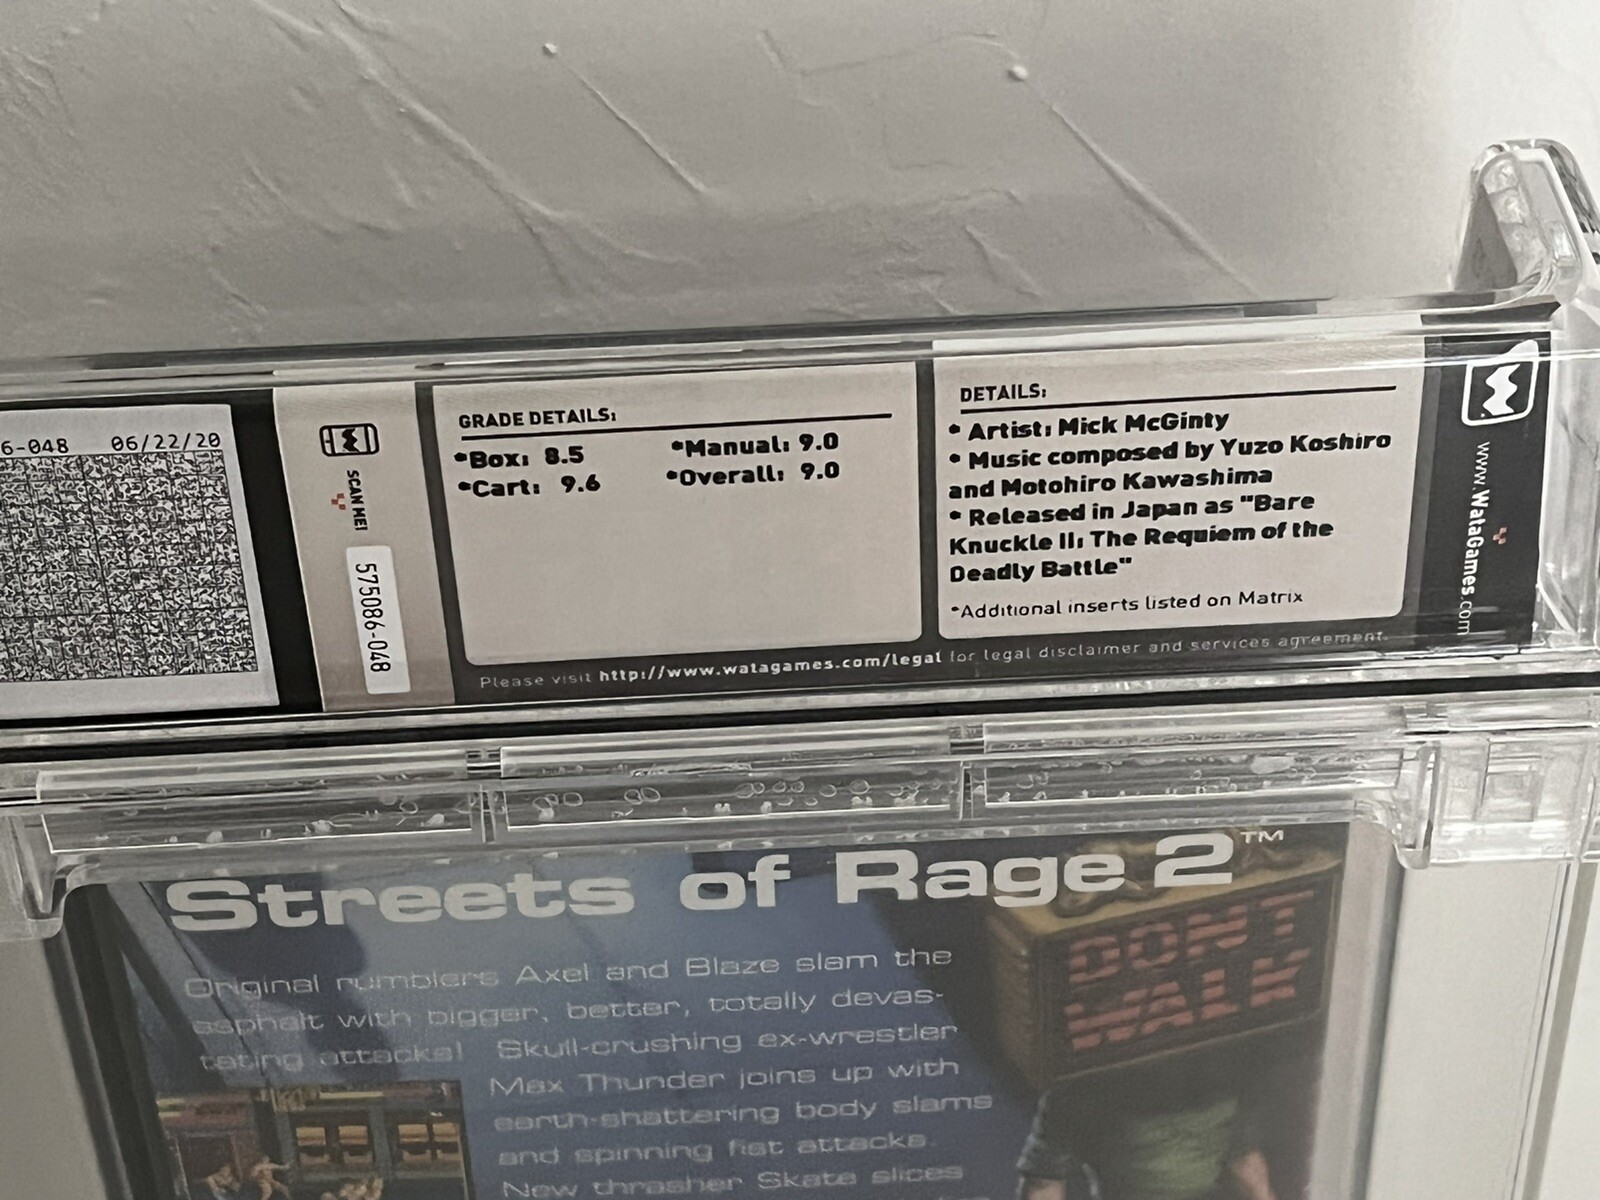 6-048 06/22/20
SCAN ME!
575086-048
GRADE DETAILS:
•Box: 8.5 •Manual: 9.0
•Cart: 9.6 •Overall: 9.0
DETAILS:
• Artist: Mick McGinty
• Music composed by Yuzo Koshiro
and Motohiro Kawashima
• Released in Japan as "Bare
Knuckle II: The Requiem of the
Deadly Battle"
*Additional inserts listed on Matrix
Please visit http://www.watagames.com/legal for legal disclaimer and services agreement.
www.WataGames.com
Streets of Rage 2™
DONT
WALK
Original rumblers Axel and Blaze slam the
asphalt with bigger, better, totally devas-
tating attacks! Skull-crushing ex-wrestler
Max Thunder joins up with
earth-shattering body slams
and spinning fist attacks.
New thrasher Skate slices